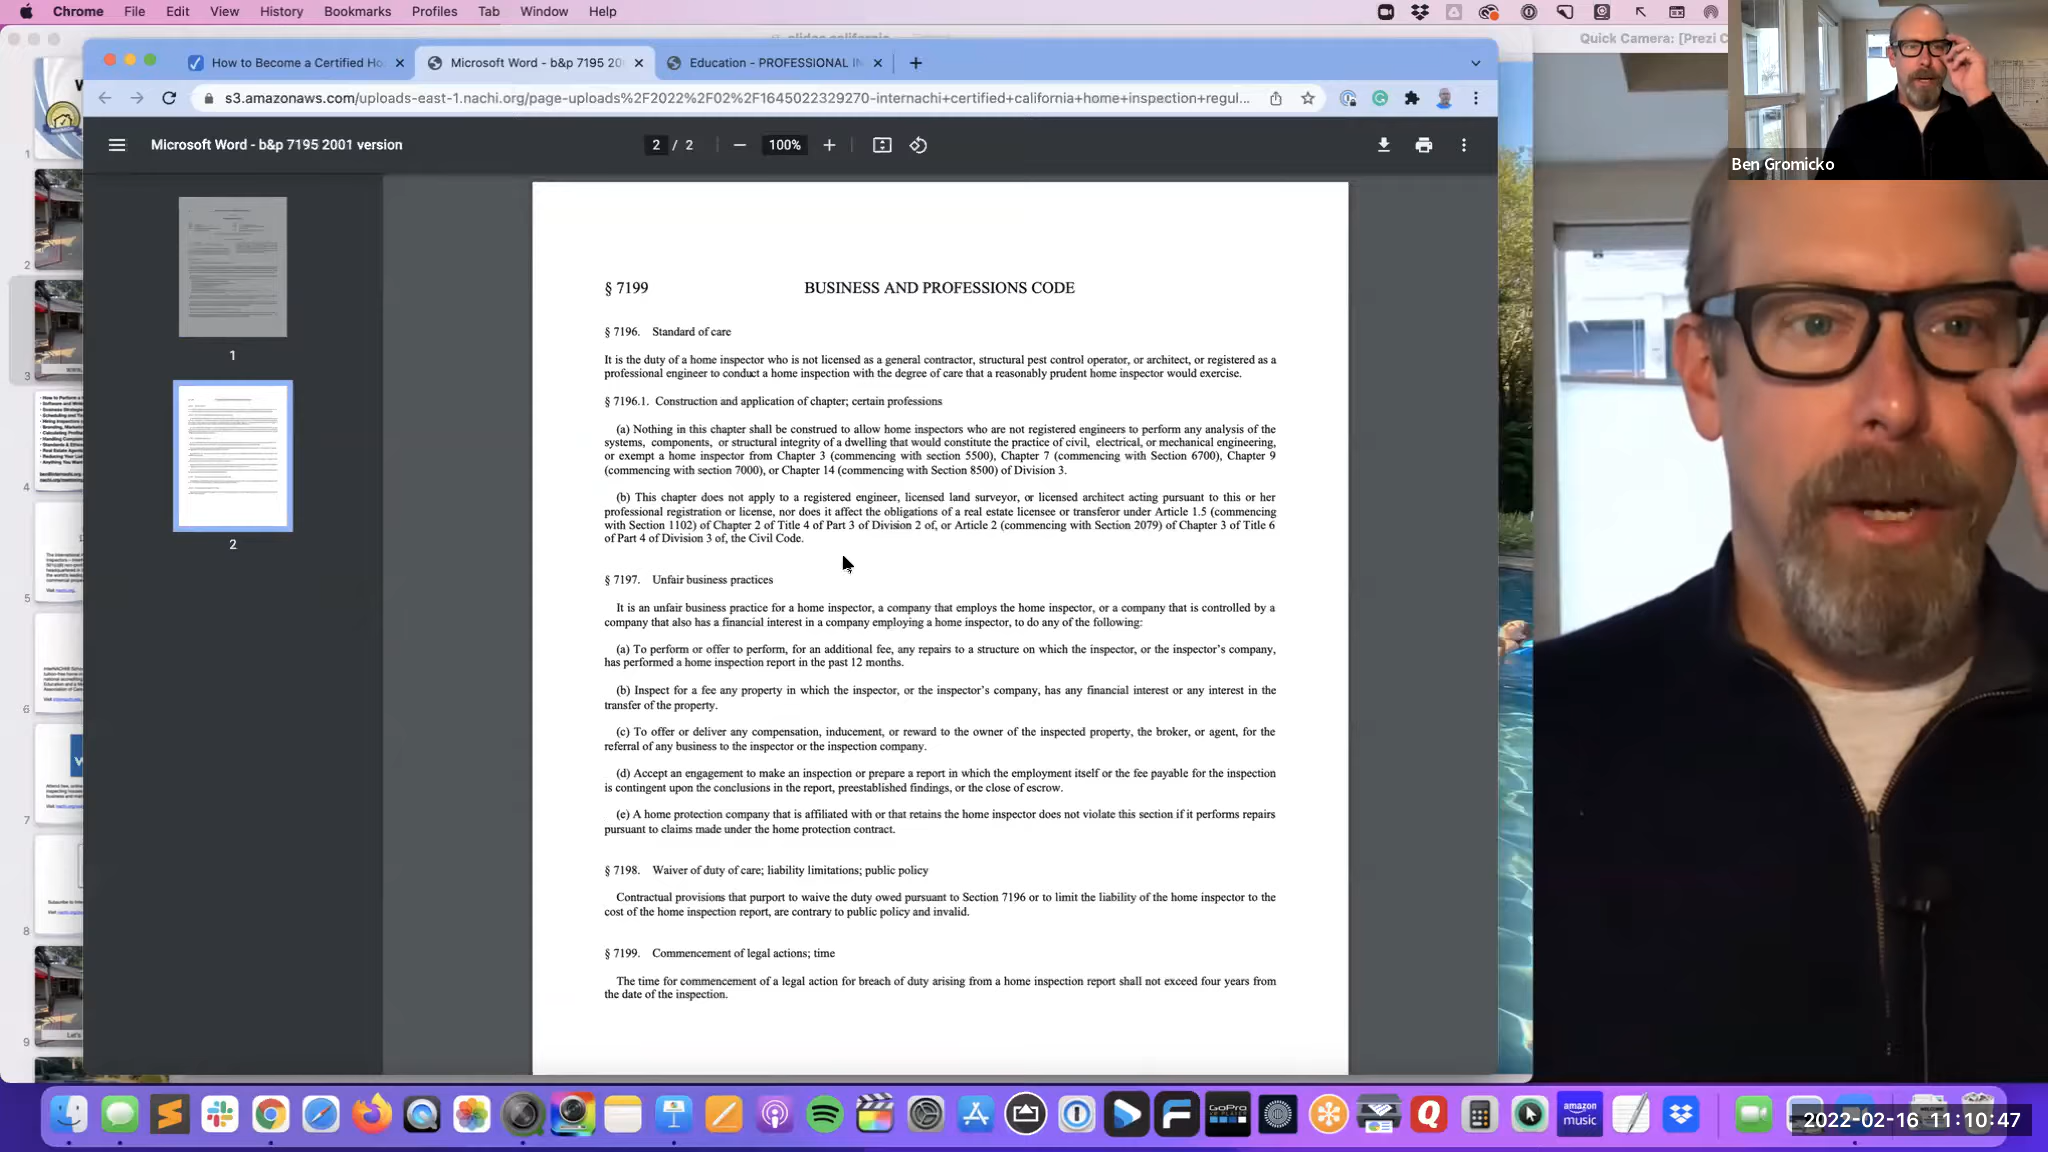 Chrome File Edit View History Bookmarks Profiles Tab Window Help
slides california
Quick Camera: [Prezi C
How to Become a Certified Ho
Microsoft Word - b&p 7195 20
Education - PROFESSIONAL IN
s3.amazonaws.com/uploads-east-1.nachi.org/page-uploads%2F2022%2F02%2F1645022329270-internachi+certified+california+home+inspection+regul...
Microsoft Word - b&p 7195 2001 version
2 / 2
100%
1
2
§ 7199 BUSINESS AND PROFESSIONS CODE
§ 7196. Standard of care
It is the duty of a home inspector who is not licensed as a general contractor, structural pest control operator, or architect, or registered as a
professional engineer to conduct a home inspection with the degree of care that a reasonably prudent home inspector would exercise.
§ 7196.1. Construction and application of chapter; certain professions
(a) Nothing in this chapter shall be construed to allow home inspectors who are not registered engineers to perform any analysis of the
systems, components, or structural integrity of a dwelling that would constitute the practice of civil, electrical, or mechanical engineering,
or exempt a home inspector from Chapter 3 (commencing with section 5500), Chapter 7 (commencing with Section 6700), Chapter 9
(commencing with section 7000), or Chapter 14 (commencing with Section 8500) of Division 3.
(b) This chapter does not apply to a registered engineer, licensed land surveyor, or licensed architect acting pursuant to this or her
professional registration or license, nor does it affect the obligations of a real estate licensee or transferor under Article 1.5 (commencing
with Section 1102) of Chapter 2 of Title 4 of Part 3 of Division 2 of, or Article 2 (commencing with Section 2079) of Chapter 3 of Title 6
of Part 4 of Division 3 of, the Civil Code.
§ 7197. Unfair business practices
It is an unfair business practice for a home inspector, a company that employs the home inspector, or a company that is controlled by a
company that also has a financial interest in a company employing a home inspector, to do any of the following:
(a) To perform or offer to perform, for an additional fee, any repairs to a structure on which the inspector, or the inspector's company,
has performed a home inspection report in the past 12 months.
(b) Inspect for a fee any property in which the inspector, or the inspector's company, has any financial interest or any interest in the
transfer of the property.
(c) To offer or deliver any compensation, inducement, or reward to the owner of the inspected property, the broker, or agent, for the
referral of any business to the inspector or the inspection company.
(d) Accept an engagement to make an inspection or prepare a report in which the employment itself or the fee payable for the inspection
is contingent upon the conclusions in the report, preestablished findings, or the close of escrow.
(e) A home protection company that is affiliated with or that retains the home inspector does not violate this section if it performs repairs
pursuant to claims made under the home protection contract.
§ 7198. Waiver of duty of care; liability limitations; public policy
Contractual provisions that purport to waive the duty owed pursuant to Section 7196 or to limit the liability of the home inspector to the
cost of the home inspection report, are contrary to public policy and invalid.
§ 7199. Commencement of legal actions; time
The time for commencement of a legal action for breach of duty arising from a home inspection report shall not exceed four years from
the date of the inspection.
Ben Gromicko
1
2
3
4
5
6
7
8
9
GoPro
amazon
music
2022-02-16 11:10:47